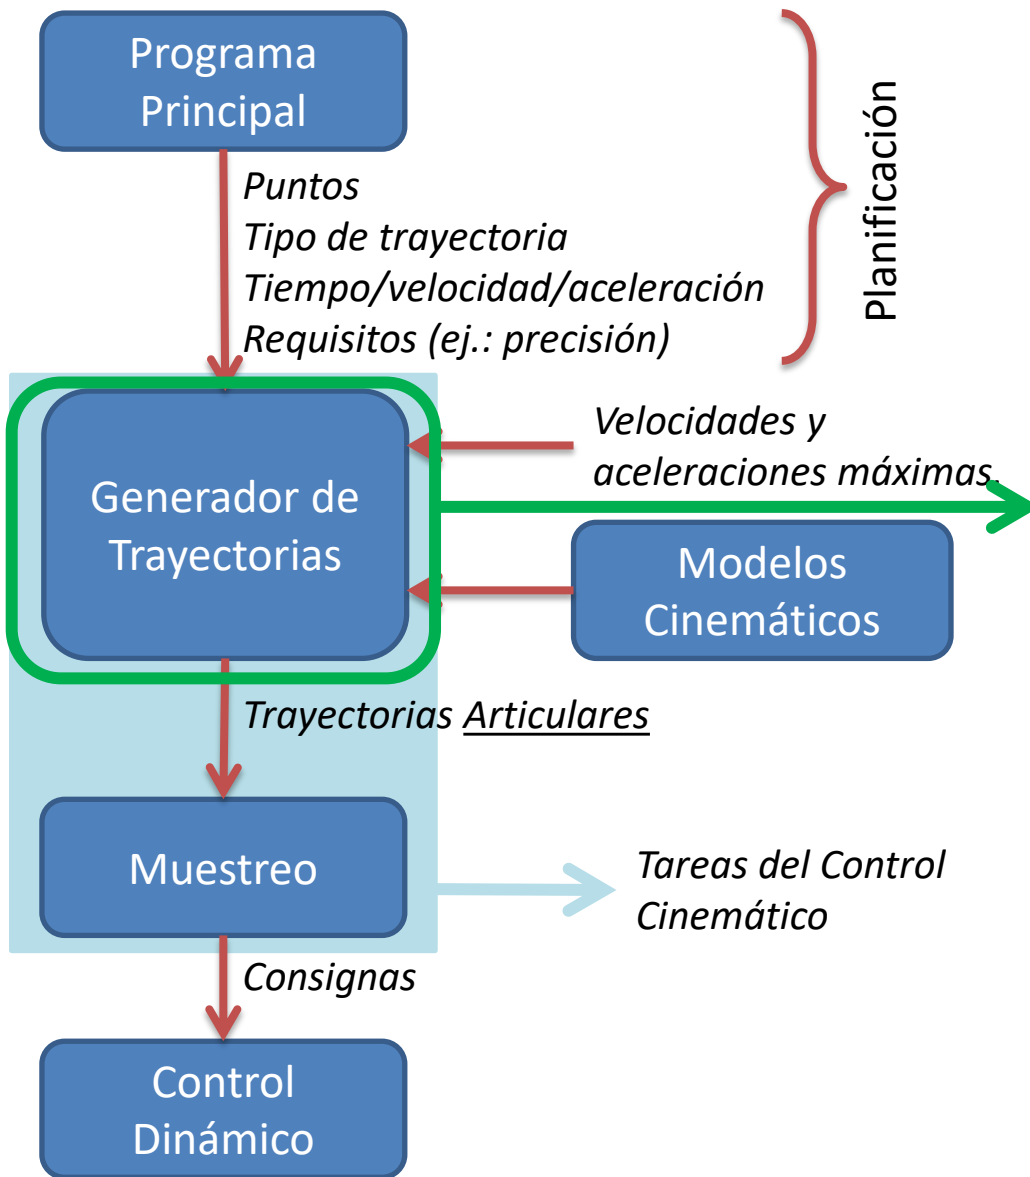 Programa
Principal
Planificación
Puntos
Tipo de trayectoria
Tiempo/velocidad/aceleración
Requisitos (ej.: precisión)
Velocidades y
aceleraciones máximas.
Generador de
Trayectorias
Modelos
Cinemáticos
Trayectorias Articulares
Muestreo
Tareas del Control
Cinemático
Consignas
Control
Dinámico